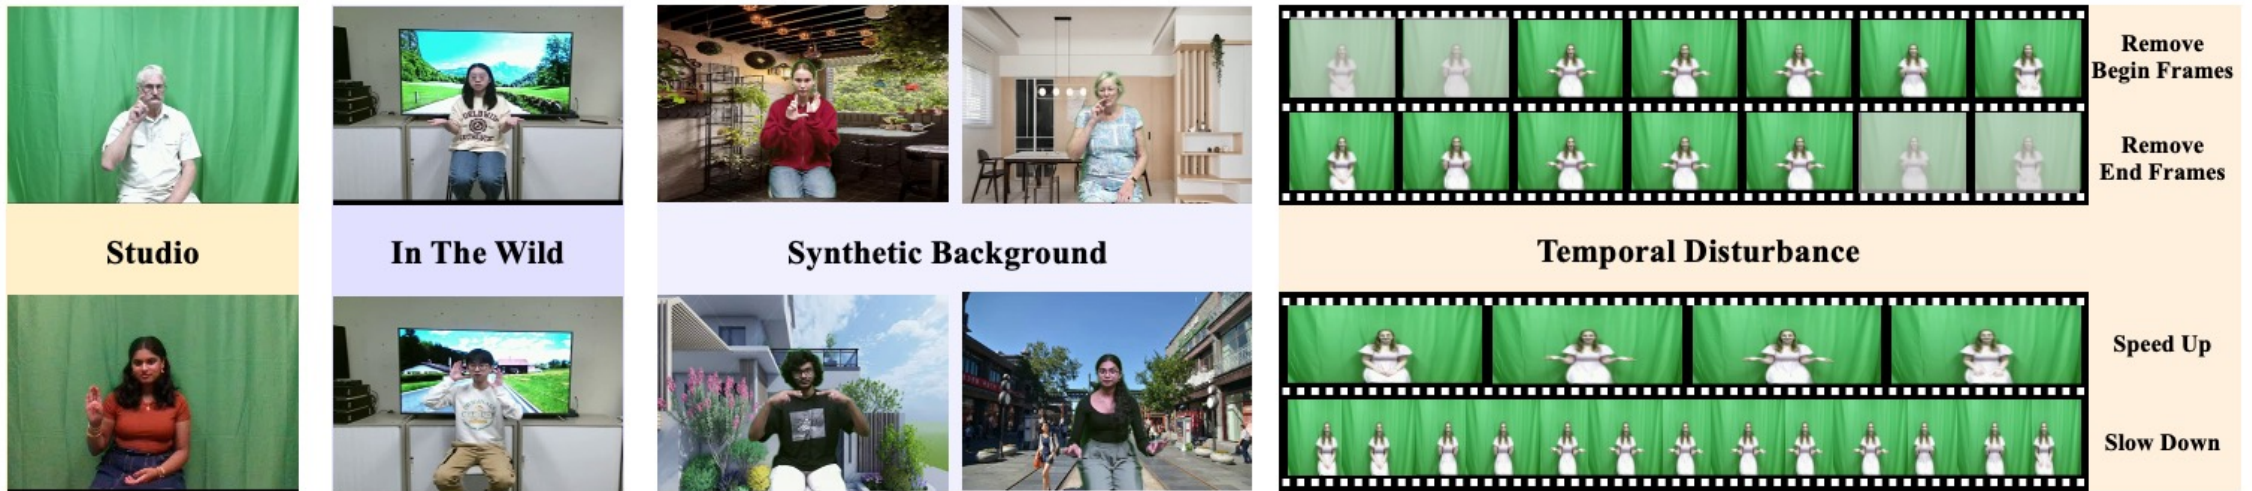 Studio
In The Wild
Synthetic Background
Temporal Disturbance
Remove
Begin Frames
Remove
End Frames
Speed Up
Slow Down